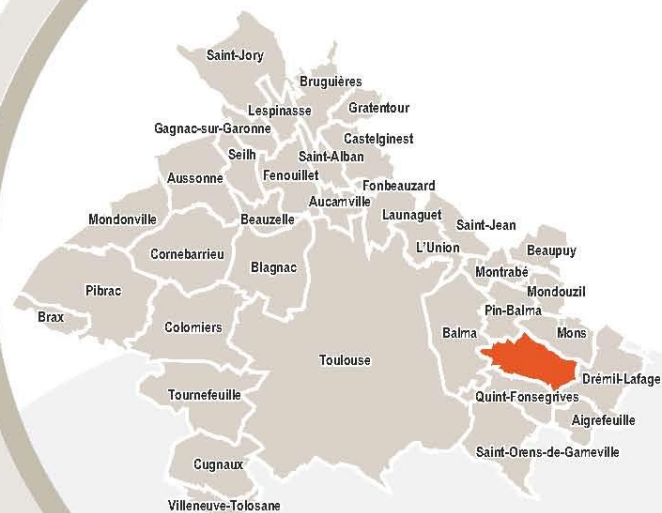 Saint-Jory
Bruguières
Lespinasse
Gratentour
Gagnac-sur-Garonne
Castelginest
Seilh
Saint-Alban
Aussonne
Fenouillet
Fonbeauzard
Aucamville
Launaguet
Mondonville
Beauzelle
Saint-Jean
L'Union
Beaupuy
Cornebarrieu
Blagnac
Montrabé
Pibrac
Mondouzil
Pin-Balma
Brax
Colomiers
Balma
Mons
Toulouse
Drémil-Lafage
Tournefeuille
Quint-Fonsegrives
Aigrefeuille
Saint-Orens-de-Gameville
Cugnaux
Villeneuve-Tolosane